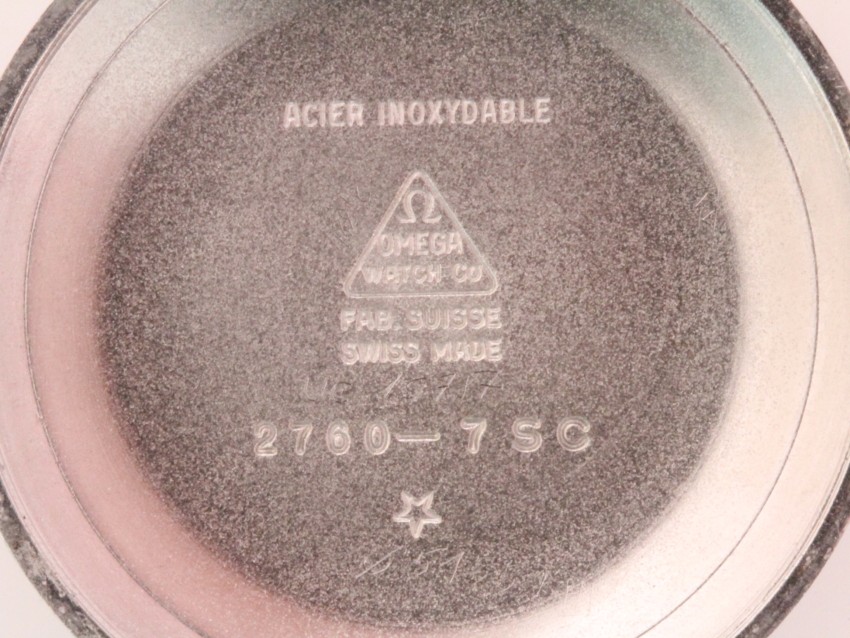 ACIER INOXYDABLE
Ω
OMEGA
WATCH CO
FAB. SUISSE
SWISS MADE
2760— 7 SC